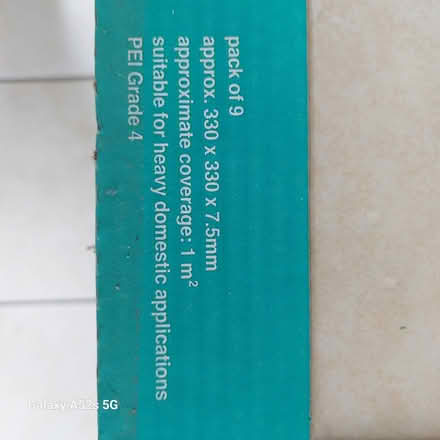 pack of 9
approx. 330 x 330 x 7.5mm
approximate coverage: 1 m²
suitable for heavy domestic applications
PEI Grade 4
Galaxy A32s 5G